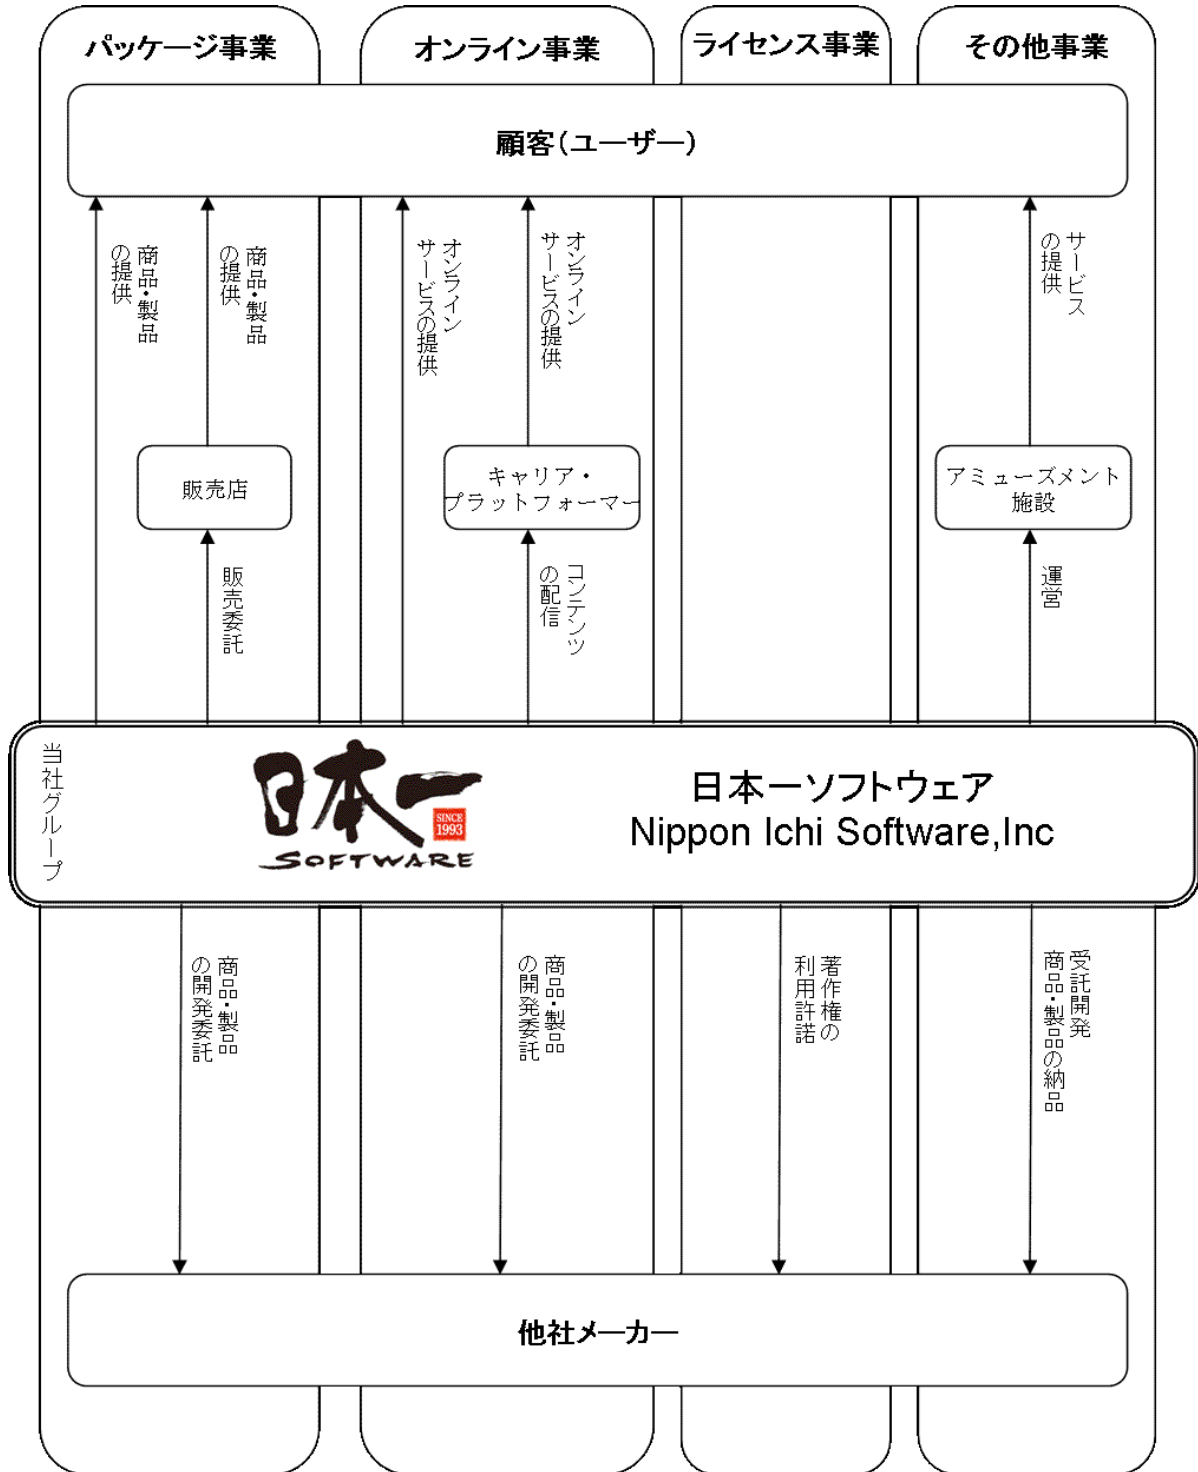 パッケージ事業
オンライン事業
ライセンス事業
その他事業
顧客(ユーザー)
商品・製品
の提供
商品・製品
の提供
オンライン
サービスの提供
オンライン
サービスの提供
サービス
の提供
販売店
キャリア・
プラットフォーマー
アミューズメント
施設
販売委託
コンテンツ
の配信
運営
当社グループ
日本一
SINCE
1993
SOFTWARE
日本一ソフトウェア
Nippon Ichi Software,Inc
商品・製品
の開発委託
商品・製品
の開発委託
著作権の
利用許諾
受託開発
商品・製品の納品
他社メーカー